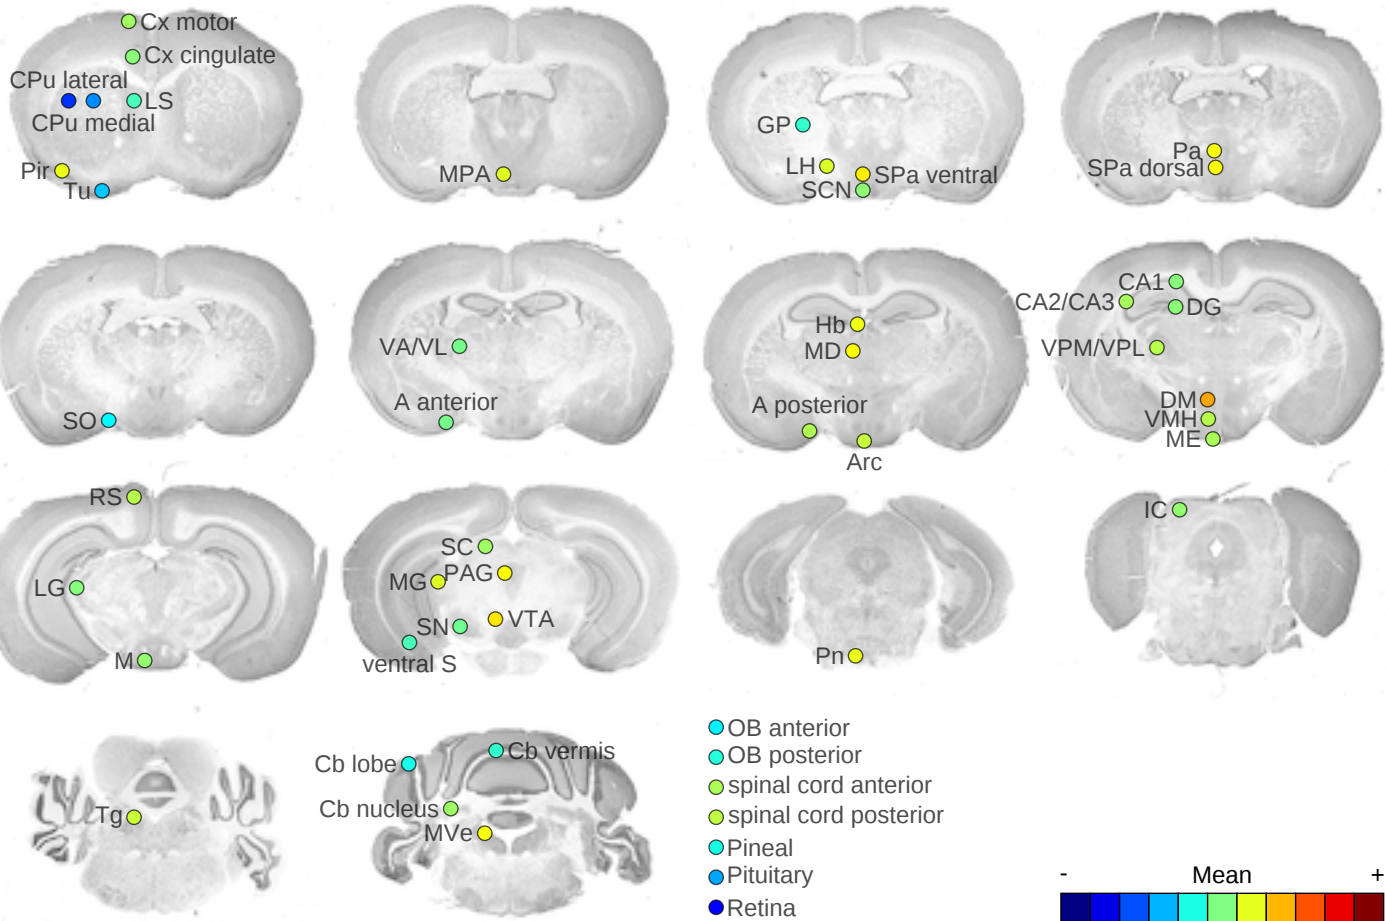 Cx motor
Cx cingulate
CPu lateral
LS
CPu medial
Pir
Tu
MPA
GP
LH
SPa ventral
SCN
Pa
SPa dorsal
SO
VA/VL
A anterior
Hb
MD
A posterior
Arc
CA1
CA2/CA3
DG
VPM/VPL
DM
VMH
ME
RS
LG
M
SC
MG
PAG
SN
VTA
ventral S
Pn
IC
Tg
Cb lobe
Cb vermis
Cb nucleus
MVe
OB anterior
OB posterior
spinal cord anterior
spinal cord posterior
Pineal
Pituitary
Retina
- Mean +